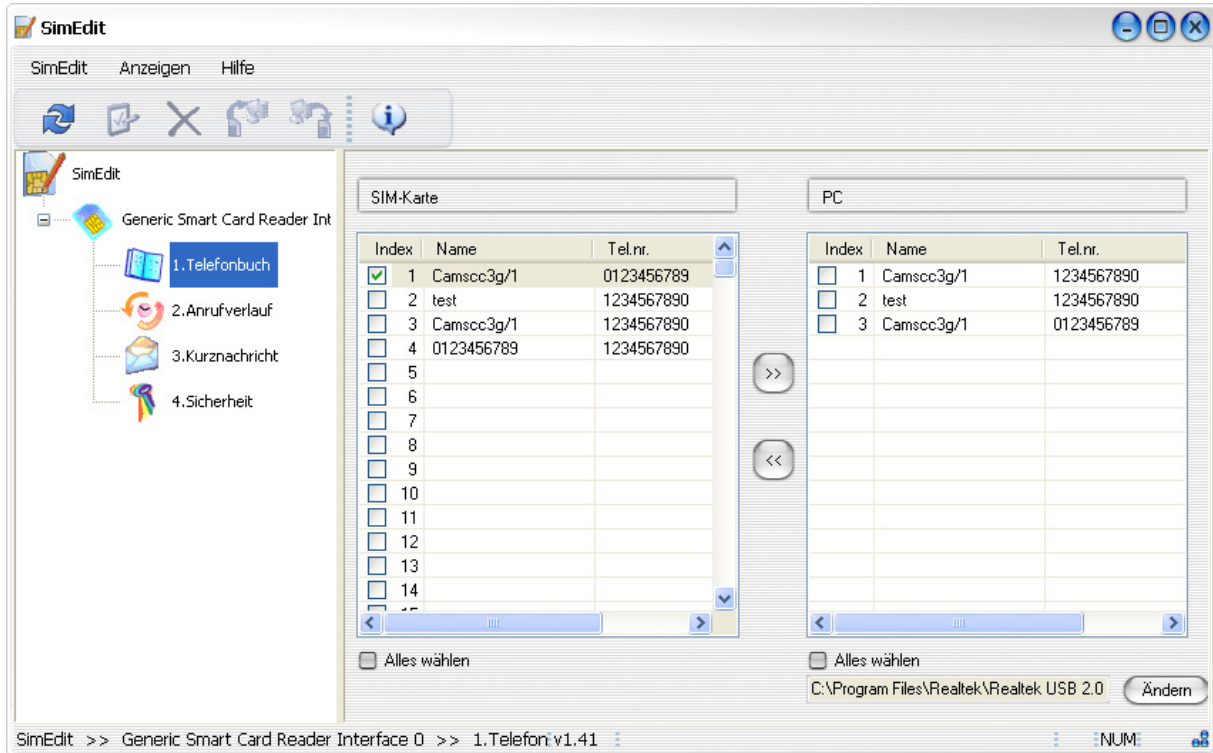 SimEdit
SimEdit Anzeigen Hilfe
SimEdit
Generic Smart Card Reader Int
1.Telefonbuch
2.Anrufverlauf
3.Kurznachricht
4.Sicherheit
SIM-Karte
Index Name Tel.nr.
1 Camscc3g/1 0123456789
2 test 1234567890
3 Camscc3g/1 1234567890
4 0123456789 1234567890
5
6
7
8
9
10
11
12
13
14
Alles wählen
>>
<<
PC
Index Name Tel.nr.
1 Camscc3g/1 1234567890
2 test 1234567890
3 Camscc3g/1 0123456789
Alles wählen
C:\Program Files\Realtek\Realtek USB 2.0 Ändern
SimEdit >> Generic Smart Card Reader Interface 0 >> 1.Telefon v1.41 NUM